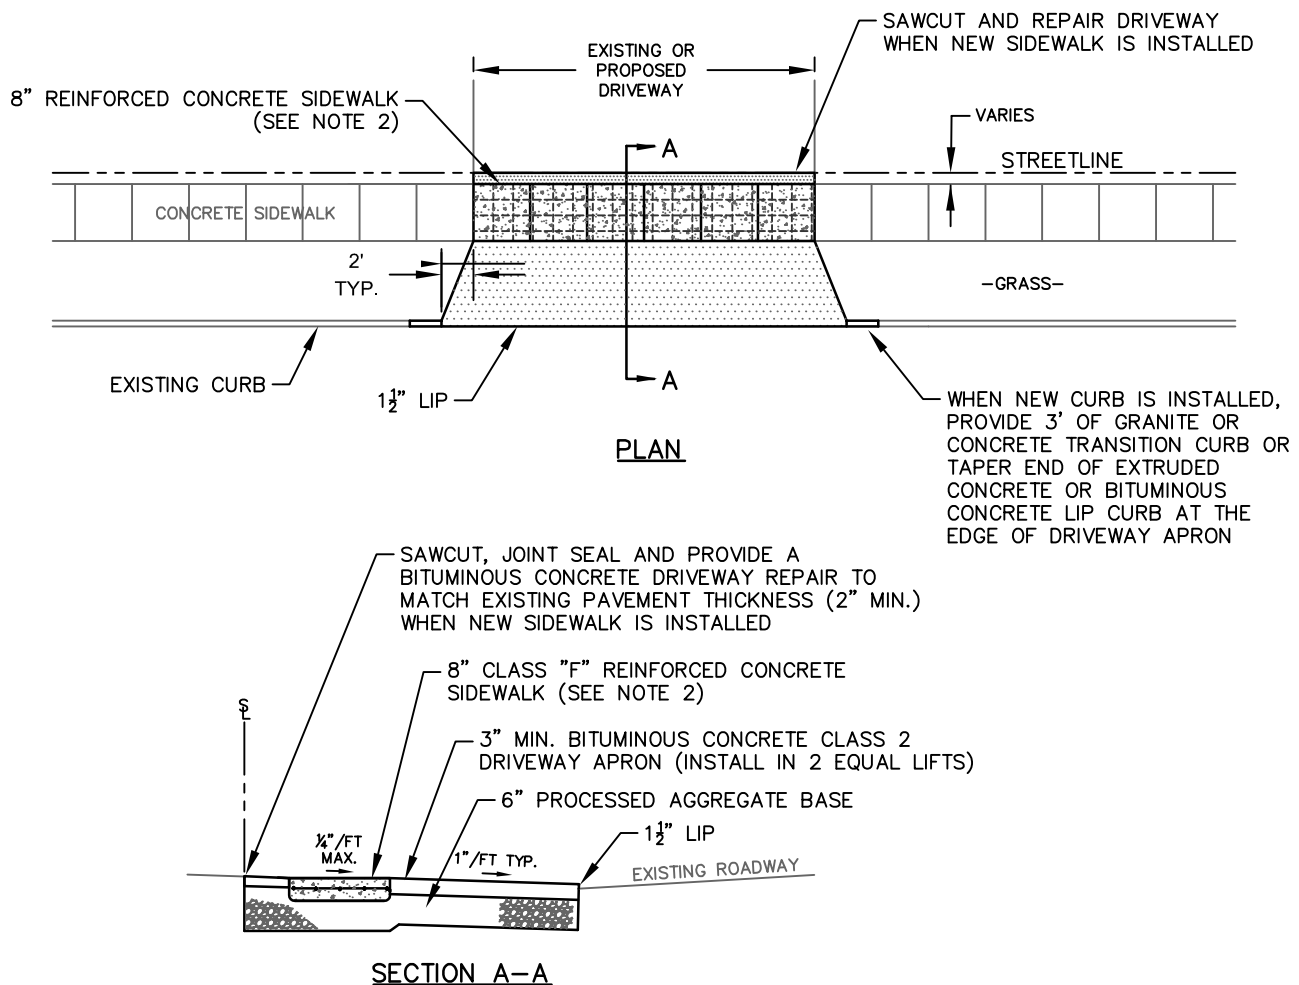 SAWCUT AND REPAIR DRIVEWAY
WHEN NEW SIDEWALK IS INSTALLED
EXISTING OR
PROPOSED
DRIVEWAY
8" REINFORCED CONCRETE SIDEWALK
(SEE NOTE 2)
VARIES
A
STREETLINE
CONCRETE SIDEWALK
2'
TYP.
-GRASS-
EXISTING CURB
1 1/2" LIP
A
WHEN NEW CURB IS INSTALLED,
PROVIDE 3' OF GRANITE OR
CONCRETE TRANSITION CURB OR
TAPER END OF EXTRUDED
CONCRETE OR BITUMINOUS
CONCRETE LIP CURB AT THE
EDGE OF DRIVEWAY APRON
PLAN
SAWCUT, JOINT SEAL AND PROVIDE A
BITUMINOUS CONCRETE DRIVEWAY REPAIR TO
MATCH EXISTING PAVEMENT THICKNESS (2" MIN.)
WHEN NEW SIDEWALK IS INSTALLED
8" CLASS "F" REINFORCED CONCRETE
SIDEWALK (SEE NOTE 2)
SL
3" MIN. BITUMINOUS CONCRETE CLASS 2
DRIVEWAY APRON (INSTALL IN 2 EQUAL LIFTS)
6" PROCESSED AGGREGATE BASE
1 1/2" LIP
1/4"/FT
MAX.
1"/FT TYP.
EXISTING ROADWAY
SECTION A-A